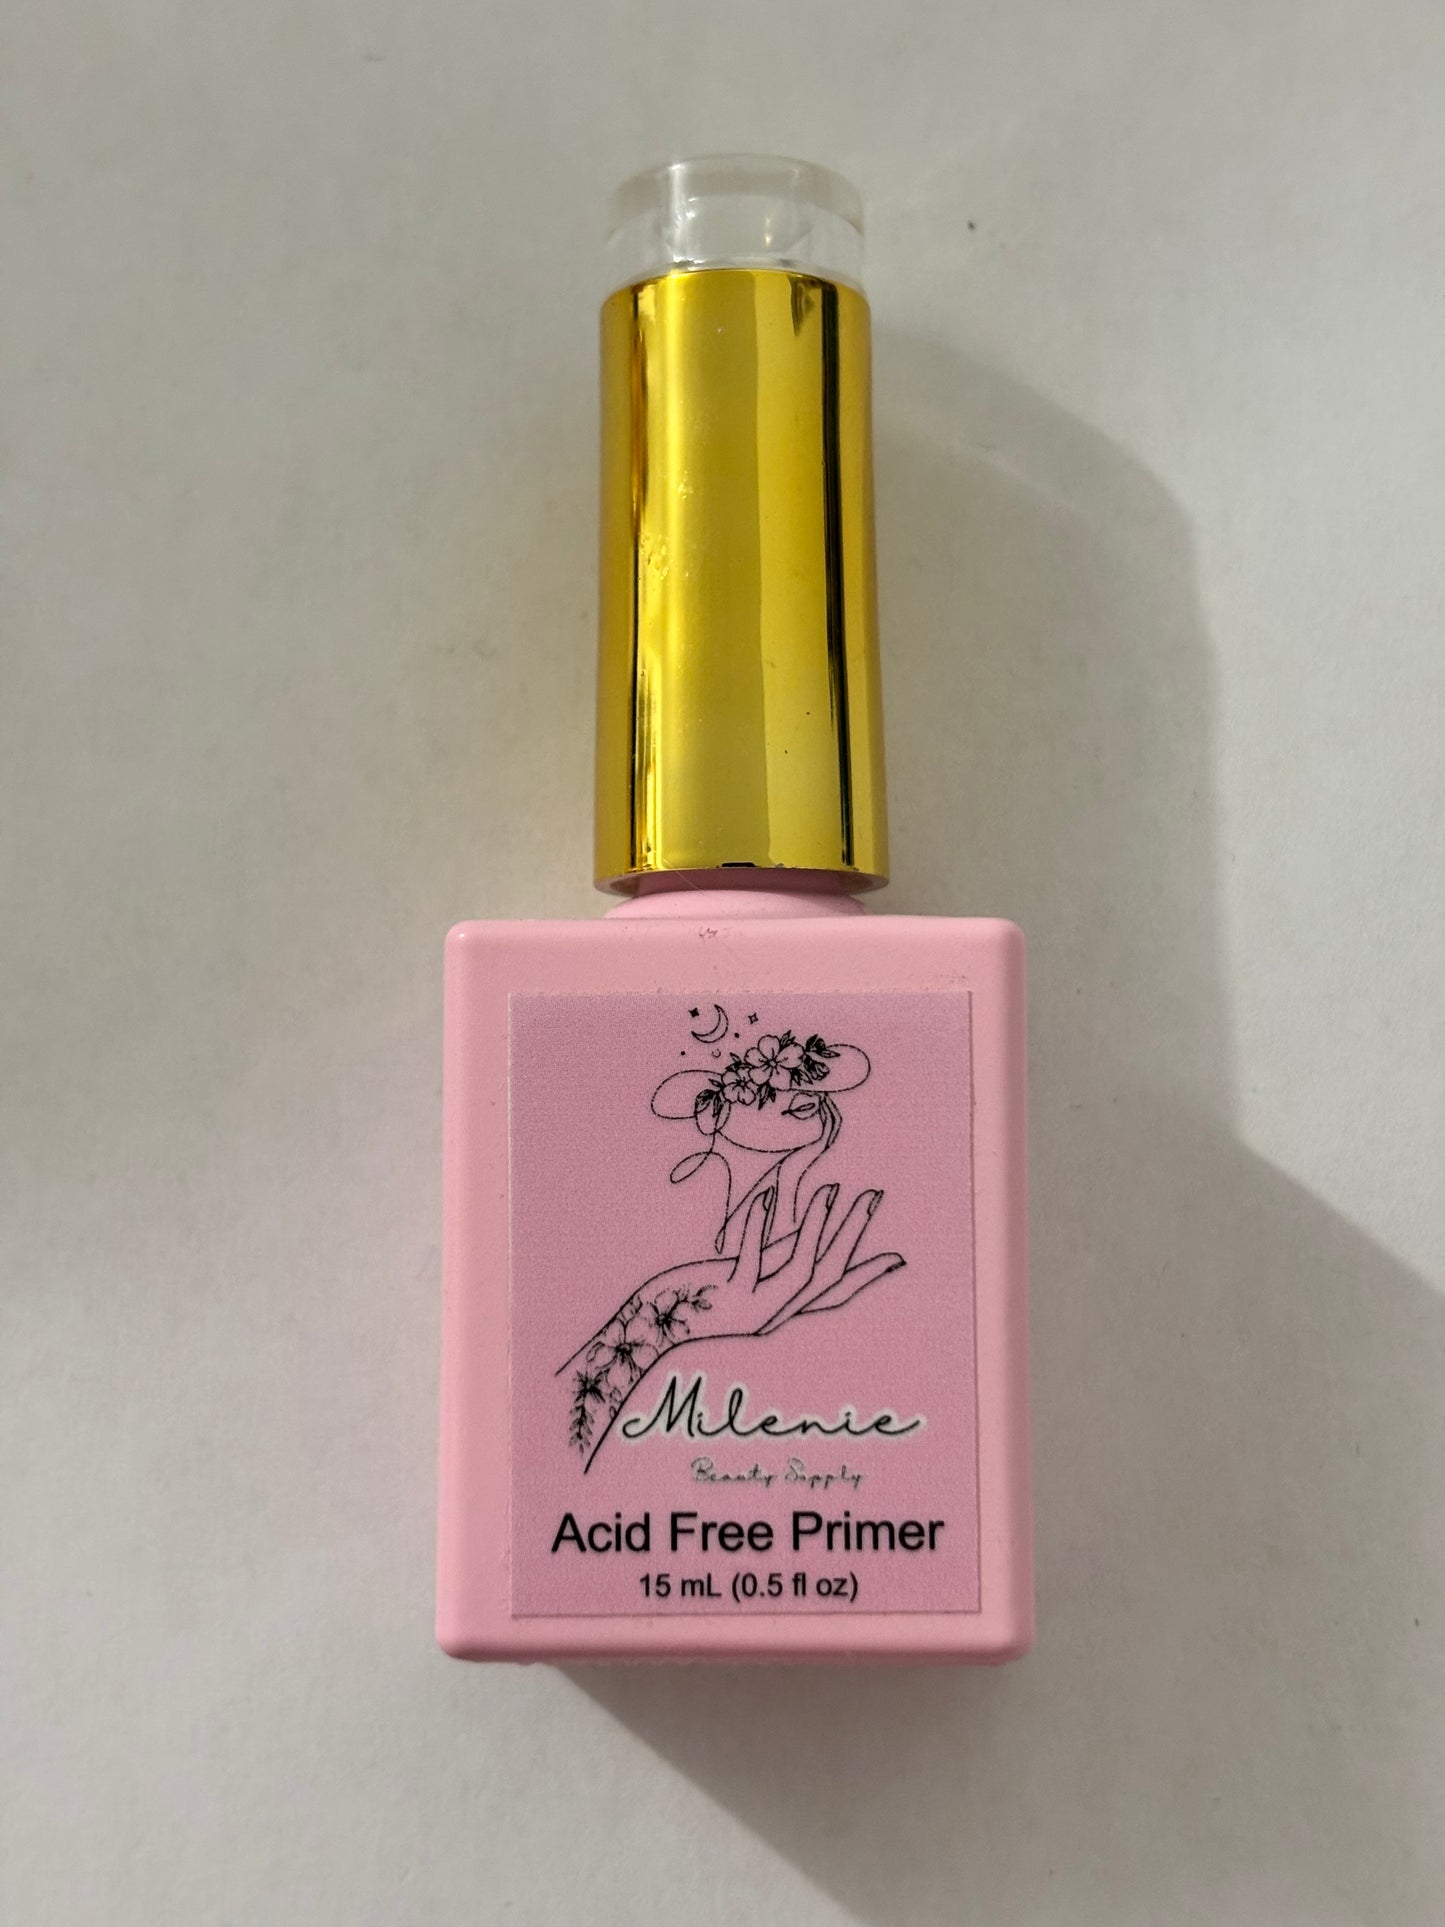 Milenie
Beauty Supply
Acid Free Primer
15 mL (0.5 fl oz)